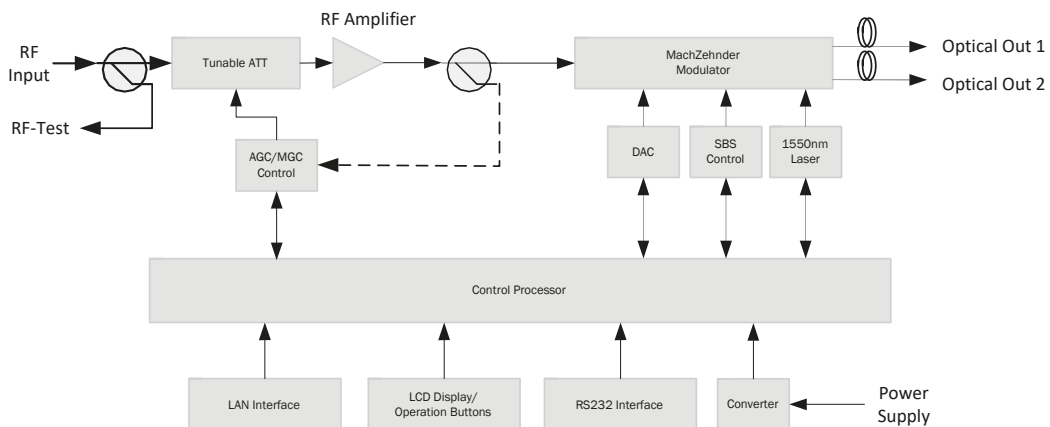 RF Amplifier
RF
Input
Tunable ATT
MachZehnder
Modulator
Optical Out 1
Optical Out 2
RF-Test
AGC/MGC
Control
DAC
SBS
Control
1550nm
Laser
Control Processor
LAN Interface
LCD Display/
Operation Buttons
RS232 Interface
Converter
Power
Supply